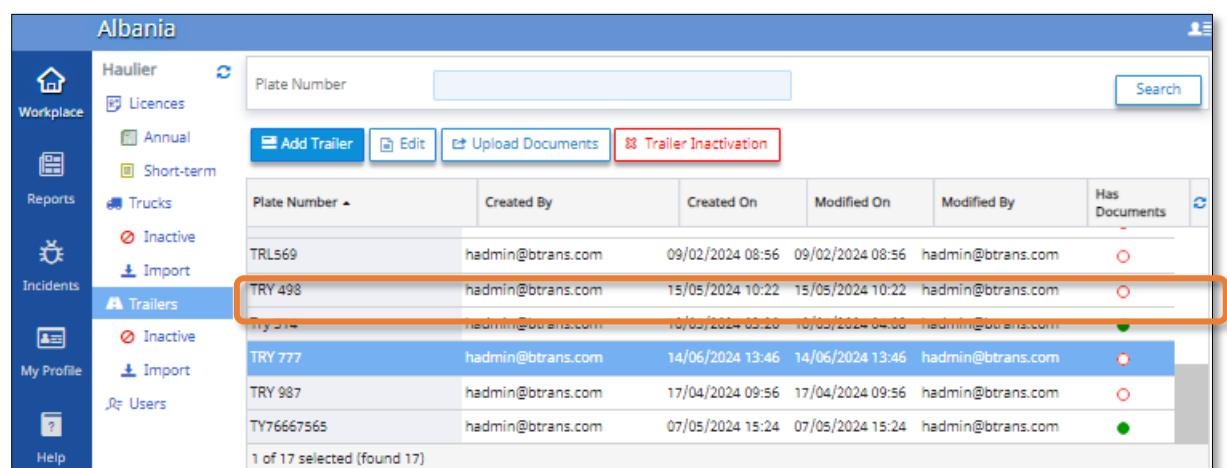 Albania
Workplace
Reports
Incidents
My Profile
Help
Haulier
Licences
Annual
Short-term
Trucks
Inactive
Import
Trailers
Inactive
Import
Users
Plate Number
Search
Add Trailer Edit Upload Documents Trailer Inactivation
Plate Number Created By Created On Modified On Modified By Has Documents
TRL569 hadmin@btrans.com 09/02/2024 08:56 09/02/2024 08:56 hadmin@btrans.com
TRY 498 hadmin@btrans.com 15/05/2024 10:22 15/05/2024 10:22 hadmin@btrans.com
hadmin@btrans.com hadmin@btrans.com
TRY 777 hadmin@btrans.com 14/06/2024 13:46 14/06/2024 13:46 hadmin@btrans.com
TRY 987 hadmin@btrans.com 17/04/2024 09:56 17/04/2024 09:56 hadmin@btrans.com
TY76667565 hadmin@btrans.com 07/05/2024 15:24 07/05/2024 15:24 hadmin@btrans.com
1 of 17 selected (found 17)